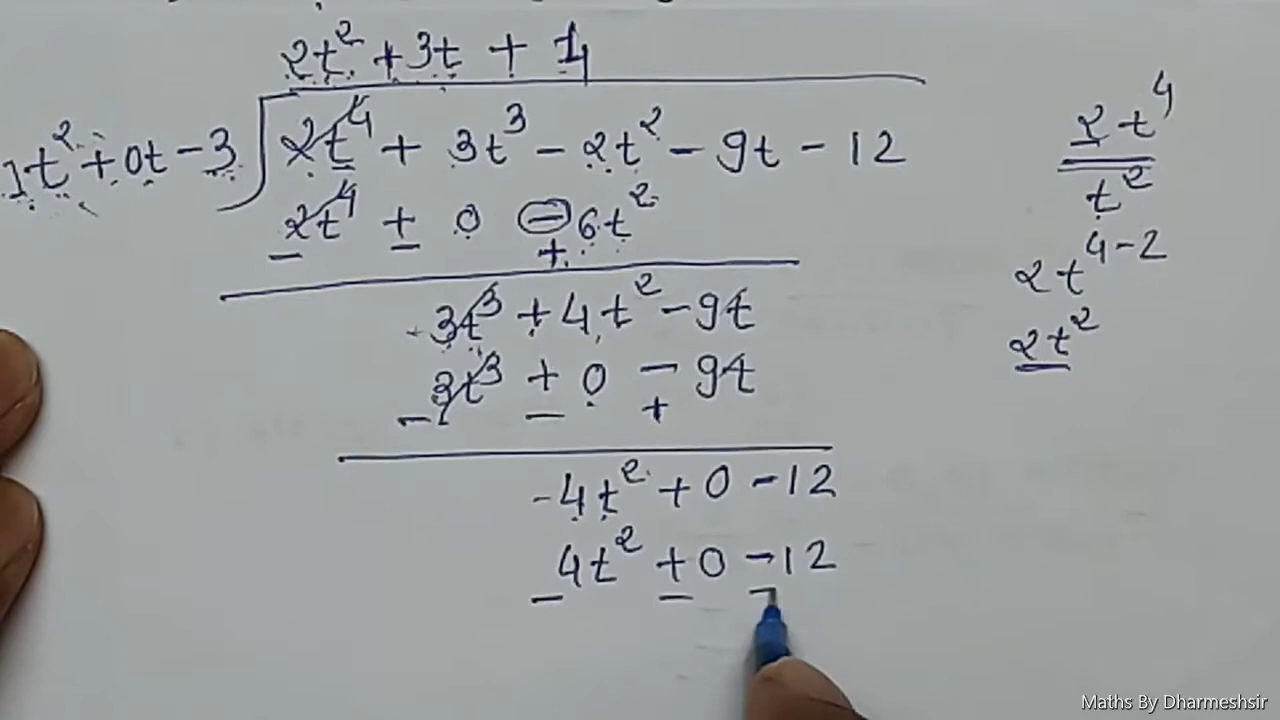 2t² + 3t + 4
1t² + 0t - 3 ) 2t⁴ + 3t³ - 2t² - 9t - 12
2t⁴ + 0 - 6t²
- - +
3t³ + 4t² - 9t
3t³ + 0 - 9t
- - +
-4t² + 0 - 12
4t² + 0 - 12
- - -
2t⁴
t²
2t⁴⁻²
2t²
Maths By Dharmeshsir